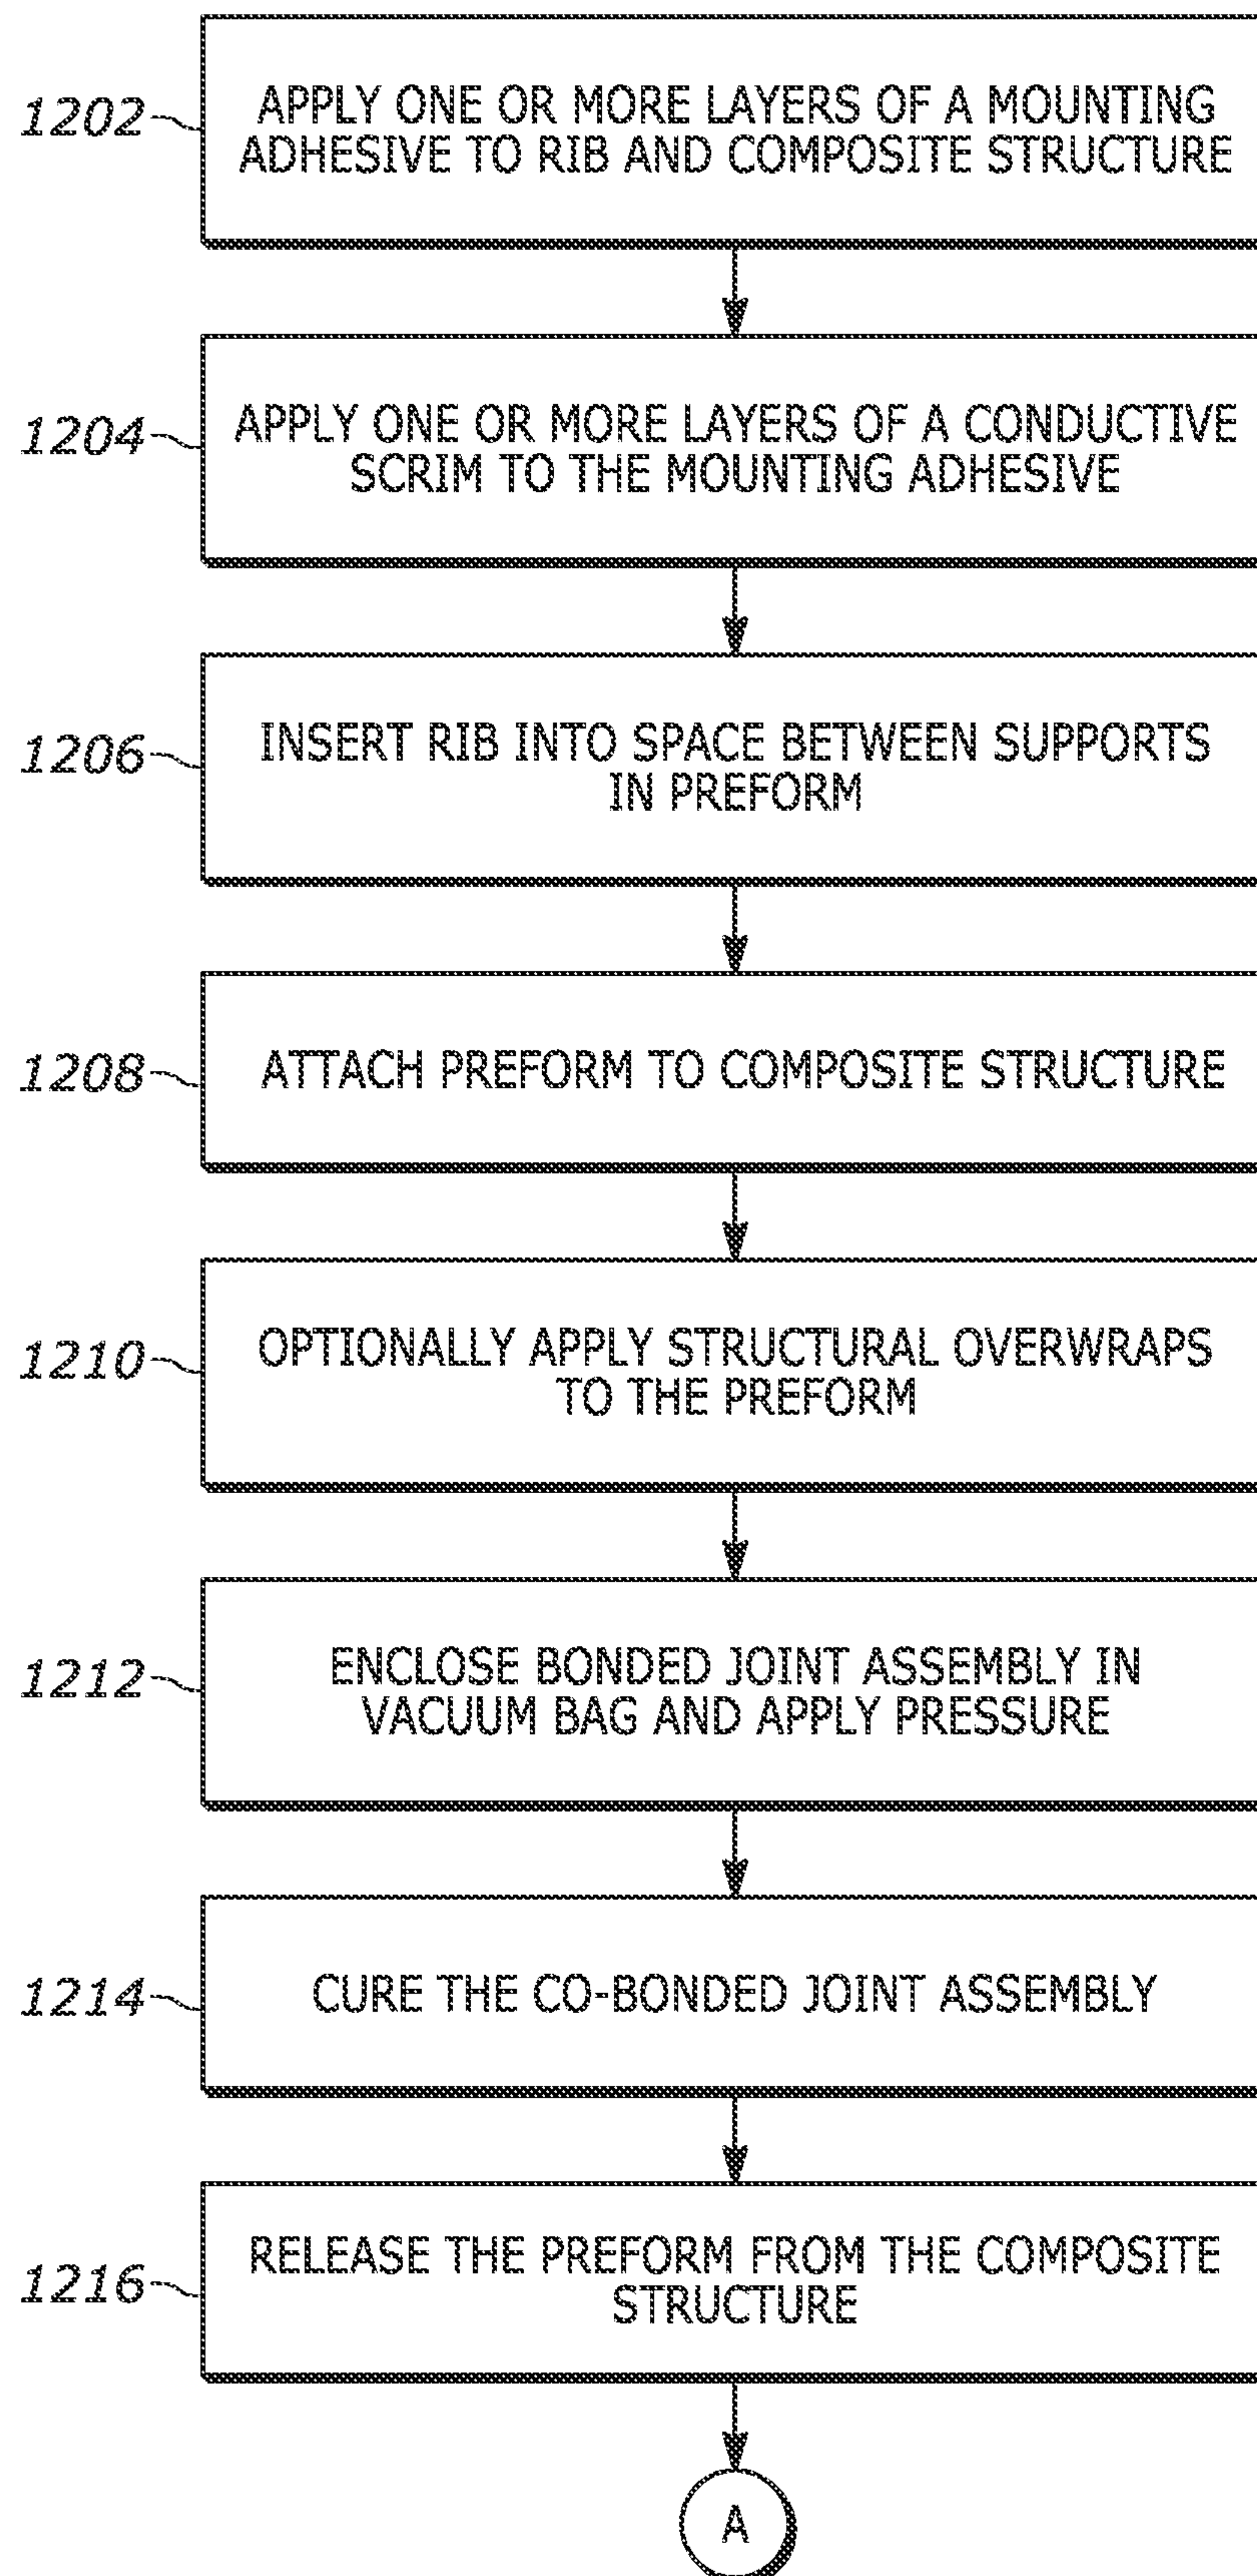 1202
APPLY ONE OR MORE LAYERS OF A MOUNTING
ADHESIVE TO RIB AND COMPOSITE STRUCTURE
1204
APPLY ONE OR MORE LAYERS OF A CONDUCTIVE
SCRIM TO THE MOUNTING ADHESIVE
1206
INSERT RIB INTO SPACE BETWEEN SUPPORTS
IN PREFORM
1208
ATTACH PREFORM TO COMPOSITE STRUCTURE
1210
OPTIONALLY APPLY STRUCTURAL OVERWRAPS
TO THE PREFORM
1212
ENCLOSE BONDED JOINT ASSEMBLY IN
VACUUM BAG AND APPLY PRESSURE
1214
CURE THE CO-BONDED JOINT ASSEMBLY
1216
RELEASE THE PREFORM FROM THE COMPOSITE
STRUCTURE
A